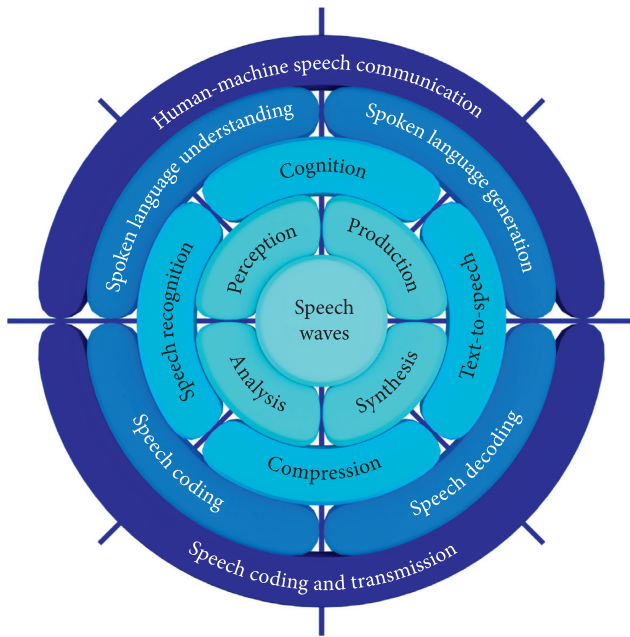 Human-machine speech communication
Spoken language understanding
Spoken language generation
Cognition
Perception
Production
Speech recognition
Text-to-speech
Speech
waves
Analysis
Synthesis
Compression
Speech coding
Speech decoding
Speech coding and transmission